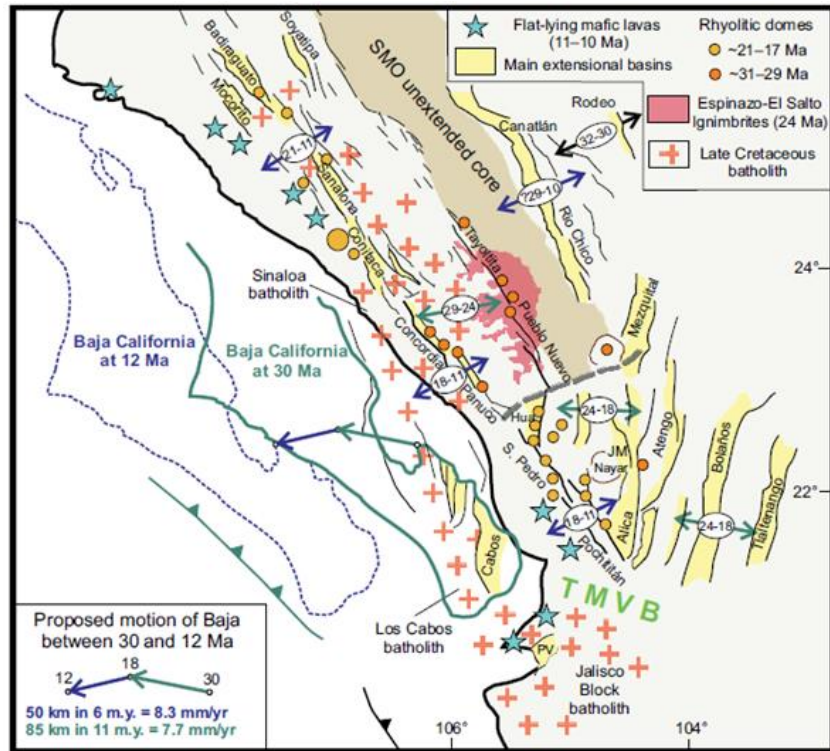 Flat-lying mafic lavas
(11–10 Ma)
Main extensional basins
Rhyolitic domes
~21–17 Ma
~31–29 Ma
Espinazo-El Salto
Ignimbrites (24 Ma)
Late Cretaceous
batholith
Badiraguato
Soyatipa
Mocorito
SMO unextended core
Canatlán
Rodeo
32-30
21-11
?29-10
Sanalona
Rio Chico
Conitaca
Tayoltita
24°
Sinaloa
batholith
29-24
Mezquital
Baja California
at 12 Ma
Baja California
at 30 Ma
Concordia
Pueblo Nuevo
18-11
Panuco
Hua
24-18
Atengo
S. Pedro
JM
Nayar
Bolaños
22°
18-11
Alica
24-18
Tlaltenango
Pochititán
Cabos
TMVB
Los Cabos
batholith
PV
Jalisco
Block
batholith
Proposed motion of Baja
between 30 and 12 Ma
12
18
30
50 km in 6 m.y. = 8.3 mm/yr
85 km in 11 m.y. = 7.7 mm/yr
106°
104°